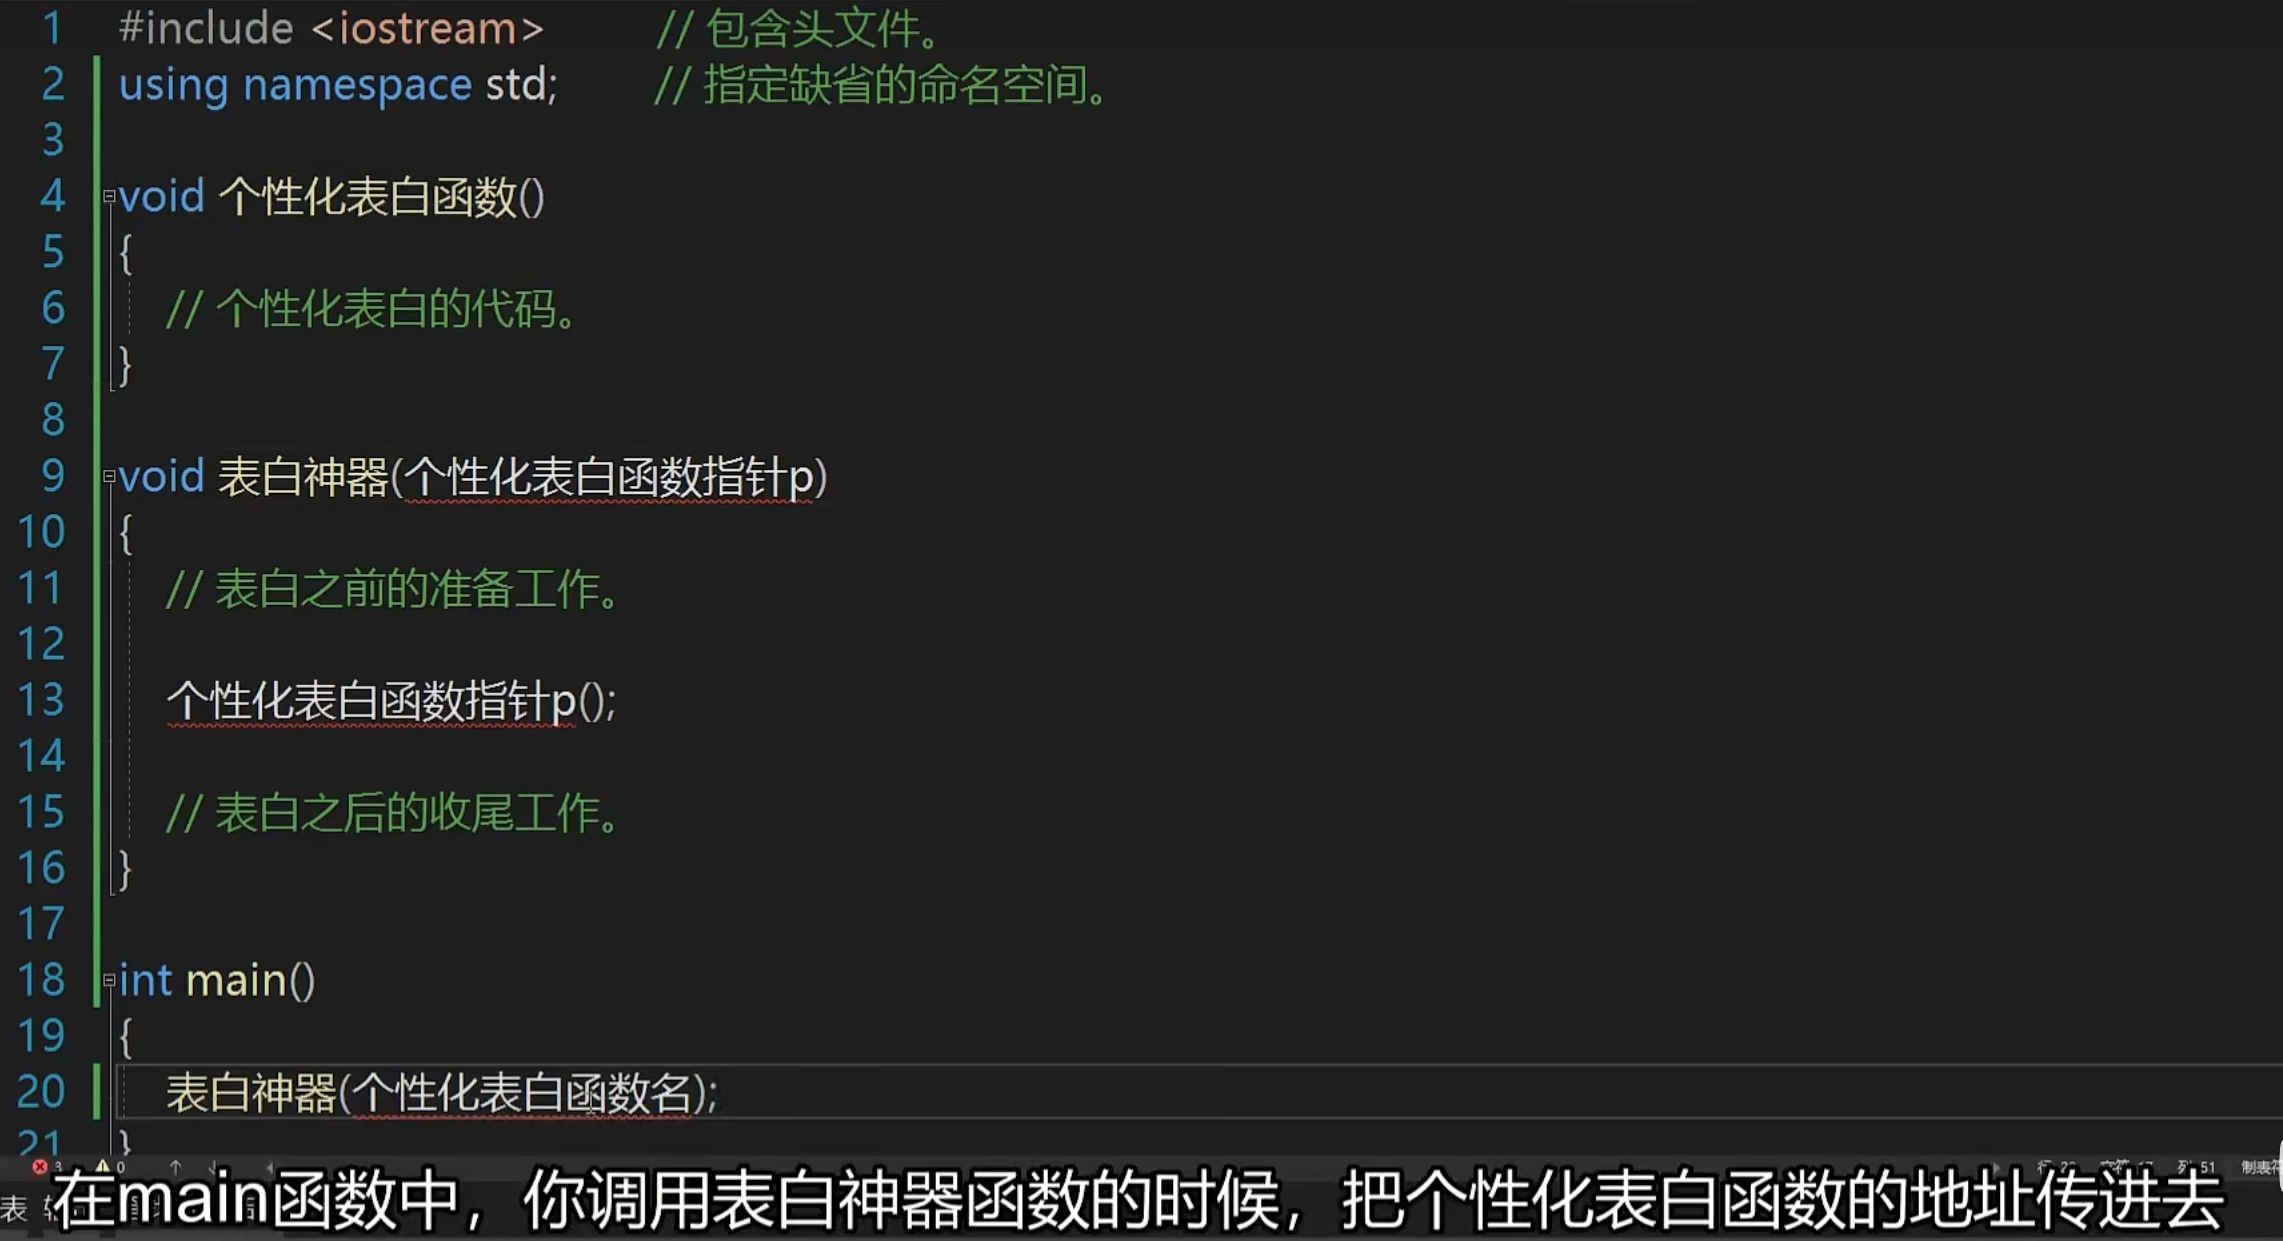 1 #include <iostream> // 包含头文件。
2 using namespace std; // 指定缺省的命名空间。
3
4 void 个性化表白函数()
5 {
6 // 个性化表白的代码。
7 }
8
9 void 表白神器(个性化表白函数指针p)
10 {
11 // 表白之前的准备工作。
12
13 个性化表白函数指针p();
14
15 // 表白之后的收尾工作。
16 }
17
18 int main()
19 {
20 表白神器(个性化表白函数名);
21 }
3 0
在main函数中，你调用表白神器函数的时候，把个性化表白函数的地址传进去